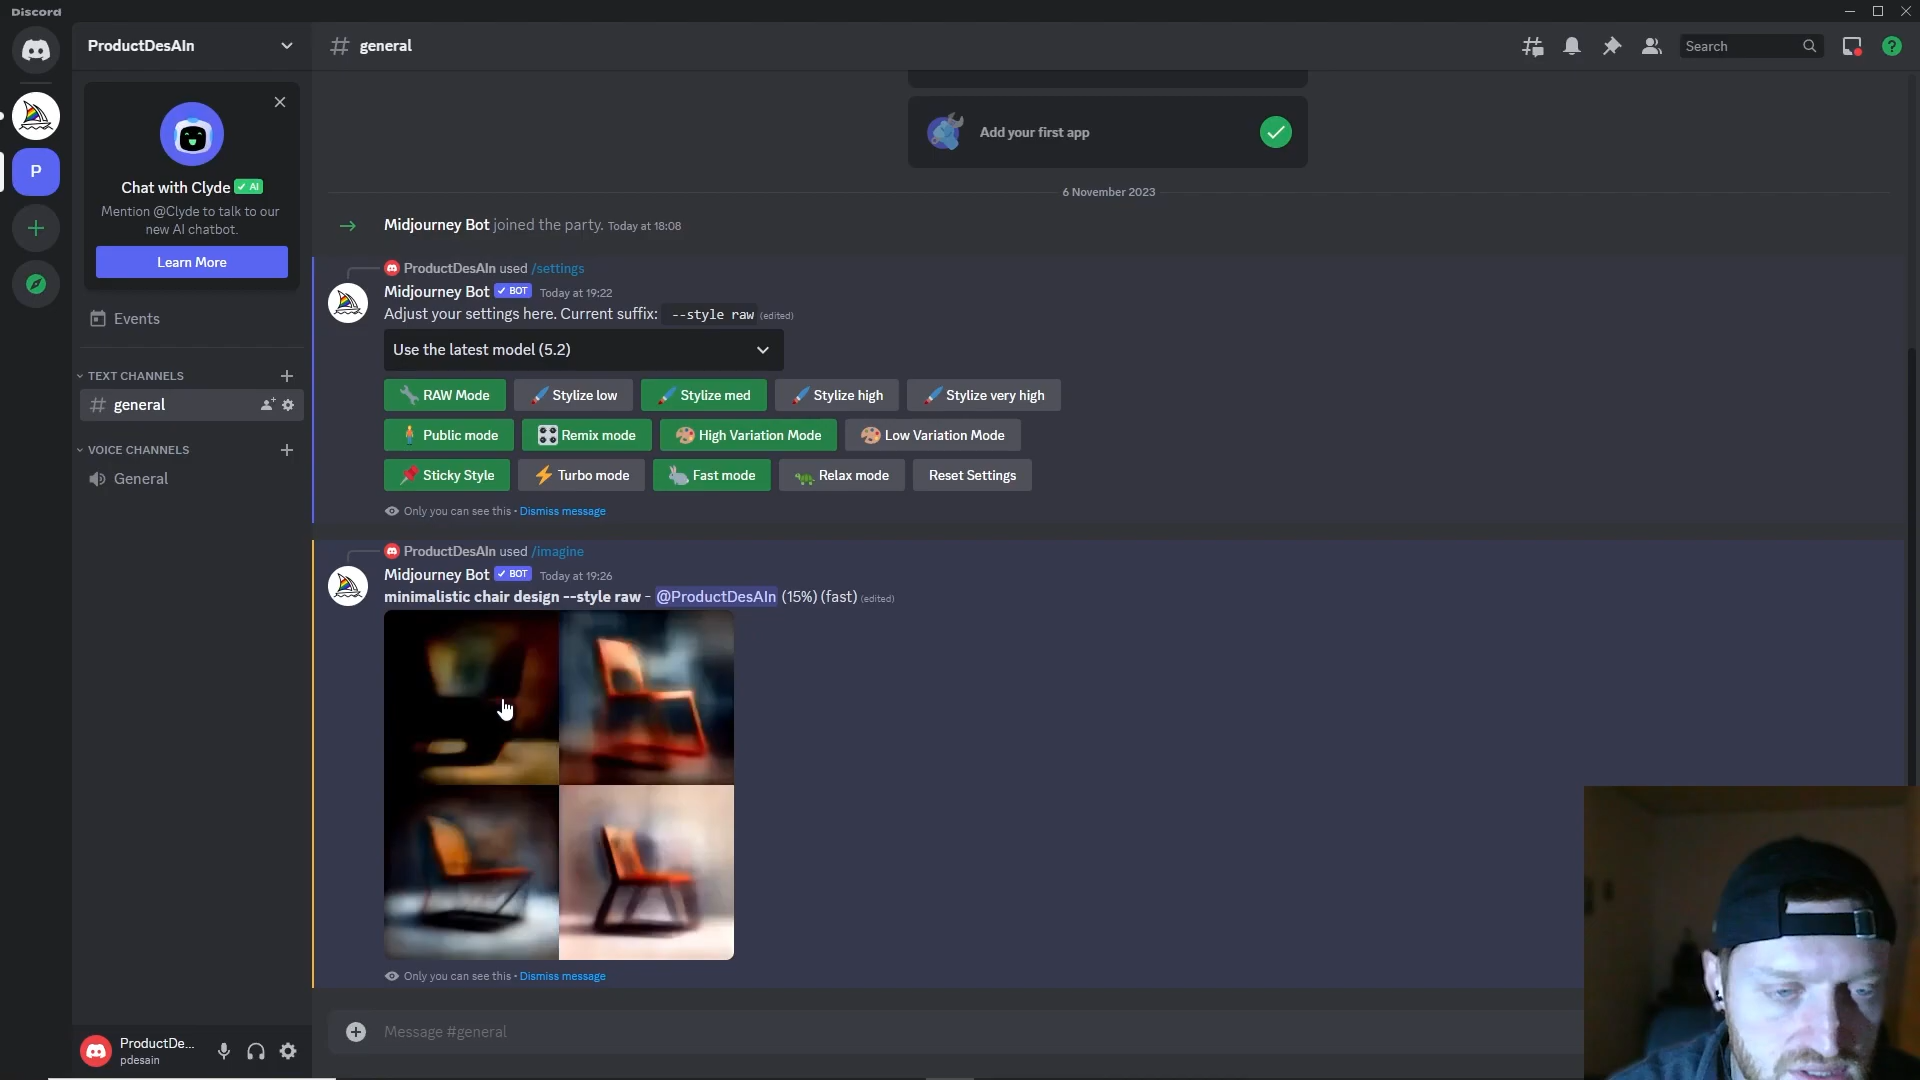 Discord
ProductDesAIn
general
Search
Chat with Clyde AI
Mention @Clyde to talk to our
new AI chatbot.
Learn More
Events
TEXT CHANNELS
general
VOICE CHANNELS
General
Add your first app
6 November 2023
Midjourney Bot joined the party. Today at 18:08
ProductDesAIn used /settings
Midjourney Bot BOT Today at 19:22
Adjust your settings here. Current suffix: --style raw (edited)
Use the latest model (5.2)
RAW Mode Stylize low Stylize med Stylize high Stylize very high
Public mode Remix mode High Variation Mode Low Variation Mode
Sticky Style Turbo mode Fast mode Relax mode Reset Settings
Only you can see this • Dismiss message
ProductDesAIn used /imagine
Midjourney Bot BOT Today at 19:26
minimalistic chair design --style raw - @ProductDesAIn (15%) (fast) (edited)
Only you can see this • Dismiss message
Message #general
P
ProductDe...
pdesain